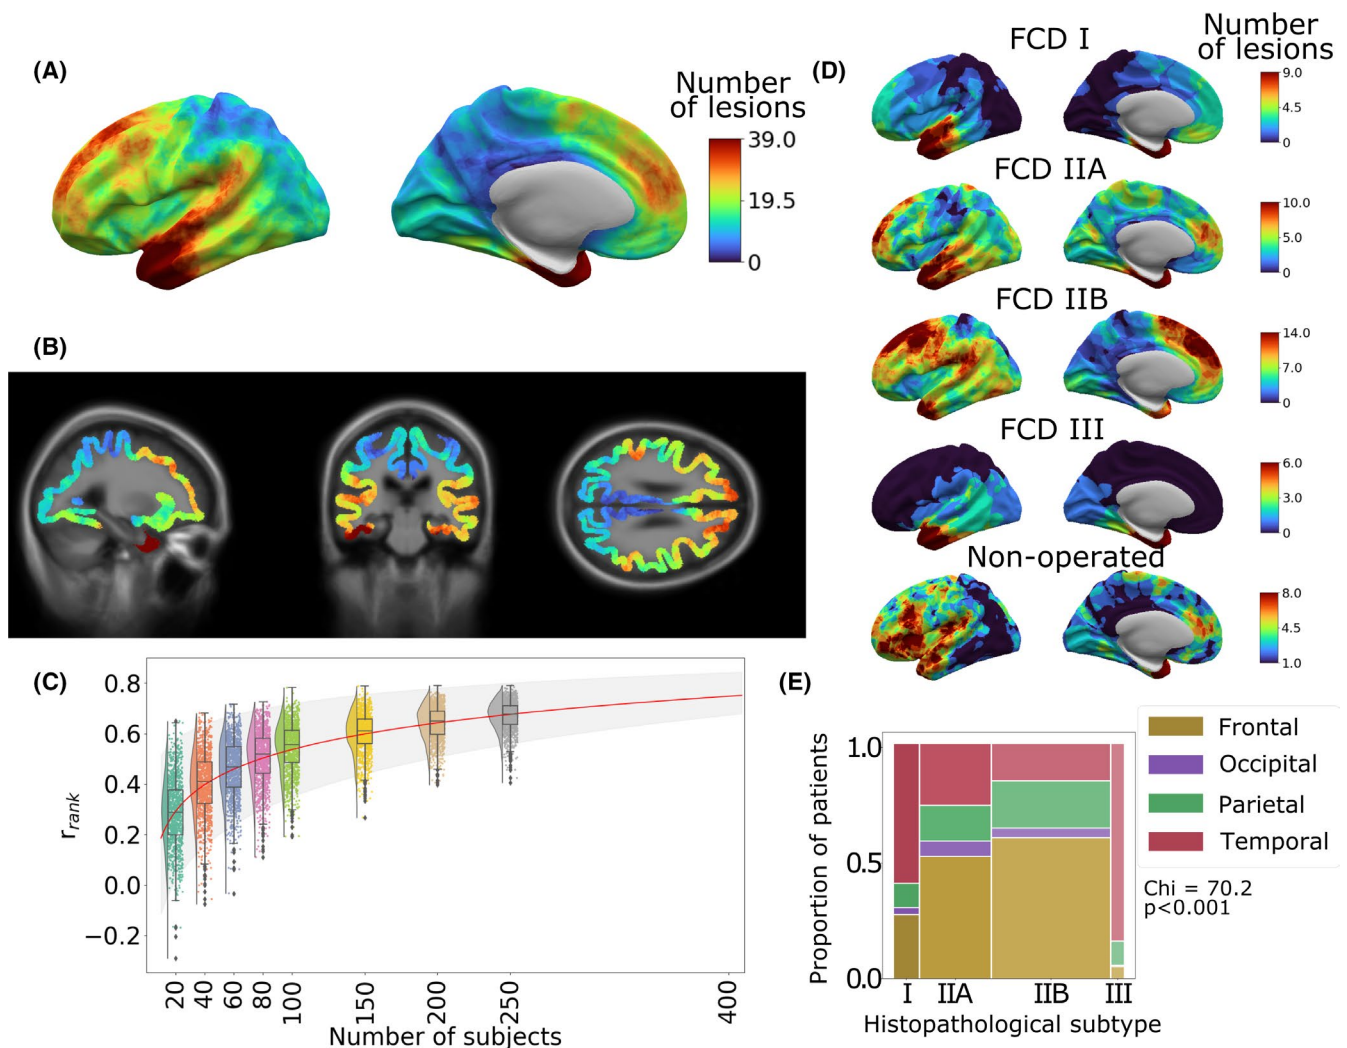 (A)
Number
of lesions
39.0
19.5
0
(B)
(C)
0.8
0.6
0.4
0.2
0.0
−0.2
r_rank
20
40
60
80
100
150
200
250
400
Number of subjects
(D)
FCD I
Number
of lesions
9.0
4.5
0
FCD IIA
10.0
5.0
0
FCD IIB
14.0
7.0
0
FCD III
6.0
3.0
0
Non-operated
8.0
4.5
1.0
(E)
1.0
0.5
0.0
Proportion of patients
I IIA IIB III
Histopathological subtype
Frontal
Occipital
Parietal
Temporal
Chi = 70.2
p<0.001